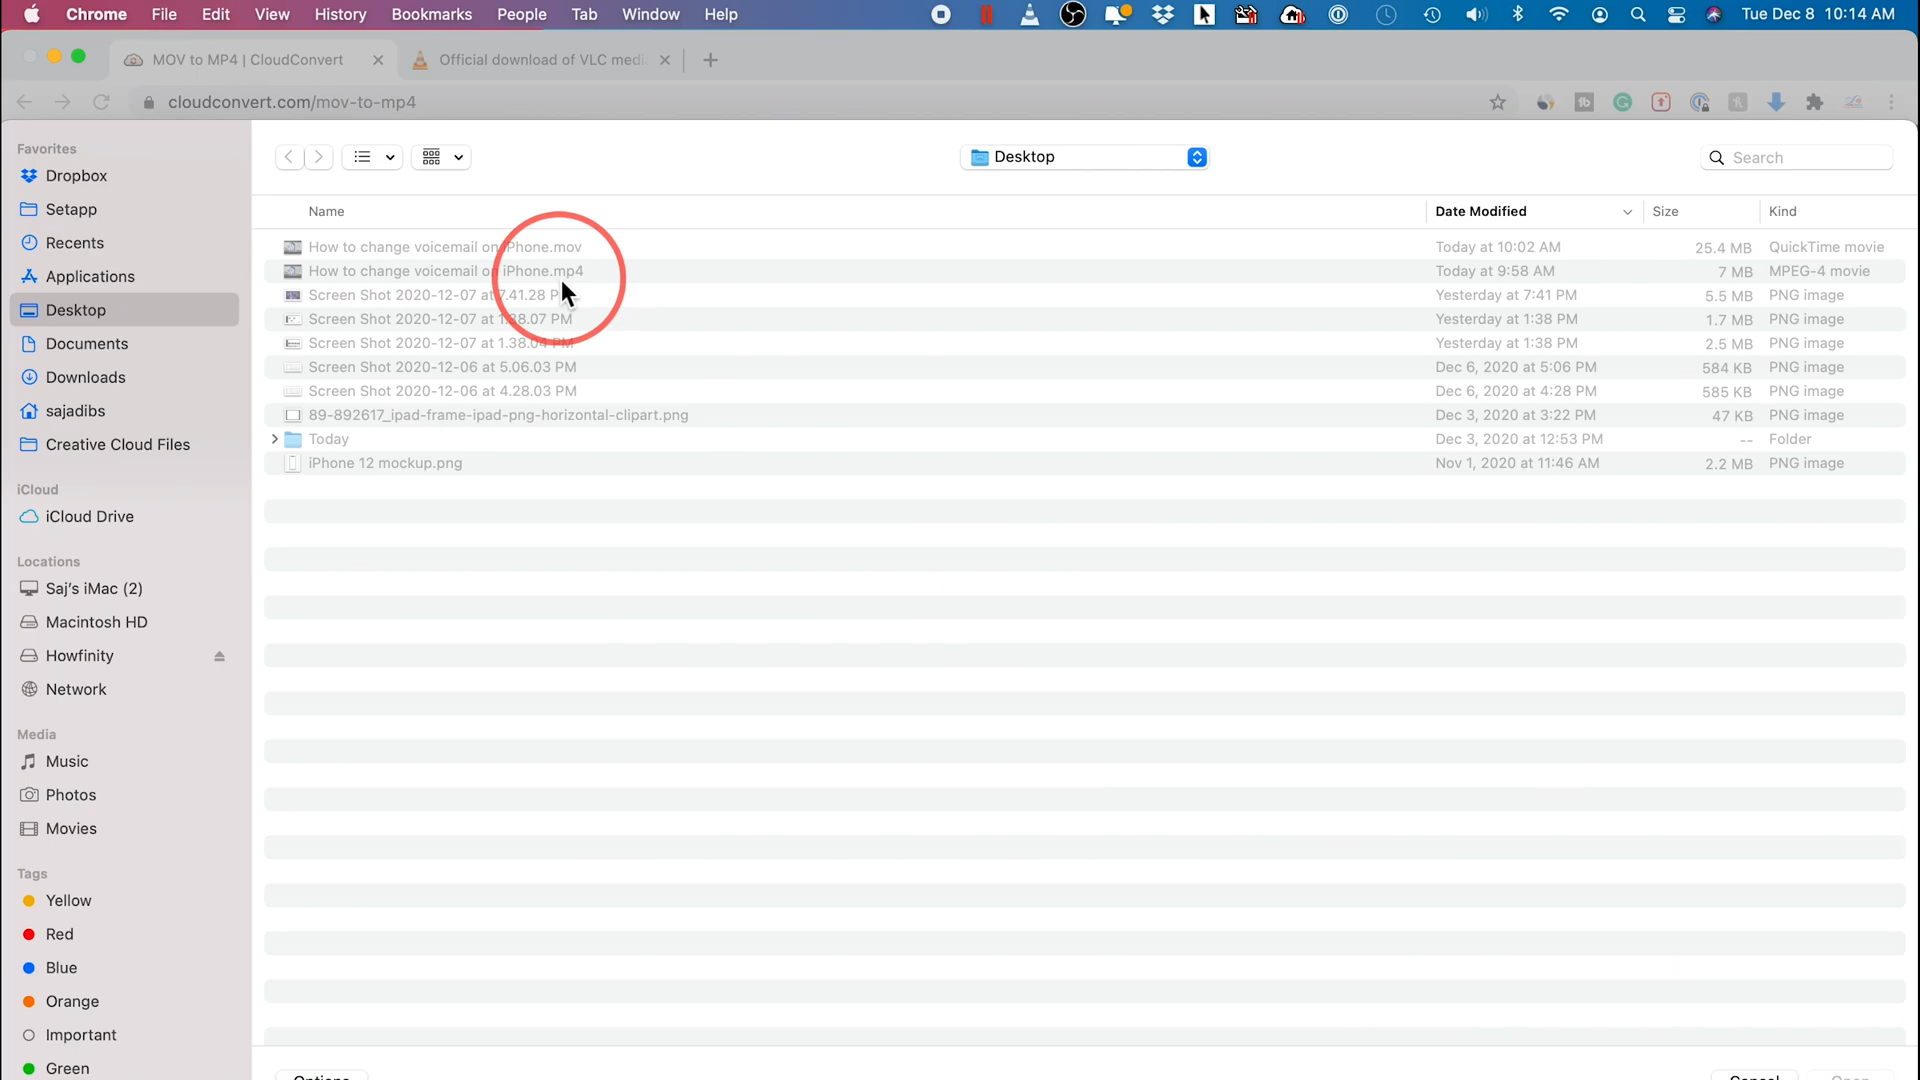 Chrome File Edit View History Bookmarks People Tab Window Help Tue Dec 8 10:14 AM
MOV to MP4 | CloudConvert Official download of VLC medi
cloudconvert.com/mov-to-mp4
Favorites
Dropbox
Setapp
Recents
Applications
Desktop
Documents
Downloads
sajadibs
Creative Cloud Files
iCloud
iCloud Drive
Locations
Saj's iMac (2)
Macintosh HD
Howfinity
Network
Media
Music
Photos
Movies
Tags
Yellow
Red
Blue
Orange
Important
Green
Desktop Search
Name Date Modified Size Kind
How to change voicemail on iPhone.mov Today at 10:02 AM 25.4 MB QuickTime movie
How to change voicemail on iPhone.mp4 Today at 9:58 AM 7 MB MPEG-4 movie
Screen Shot 2020-12-07 at 7.41.28 P Yesterday at 7:41 PM 5.5 MB PNG image
Screen Shot 2020-12-07 at 1.38.07 PM Yesterday at 1:38 PM 1.7 MB PNG image
Screen Shot 2020-12-07 at 1.38.04 PM Yesterday at 1:38 PM 2.5 MB PNG image
Screen Shot 2020-12-06 at 5.06.03 PM Dec 6, 2020 at 5:06 PM 584 KB PNG image
Screen Shot 2020-12-06 at 4.28.03 PM Dec 6, 2020 at 4:28 PM 585 KB PNG image
89-892617_ipad-frame-ipad-png-horizontal-clipart.png Dec 3, 2020 at 3:22 PM 47 KB PNG image
Today Dec 3, 2020 at 12:53 PM -- Folder
iPhone 12 mockup.png Nov 1, 2020 at 11:46 AM 2.2 MB PNG image
Options Cancel Open